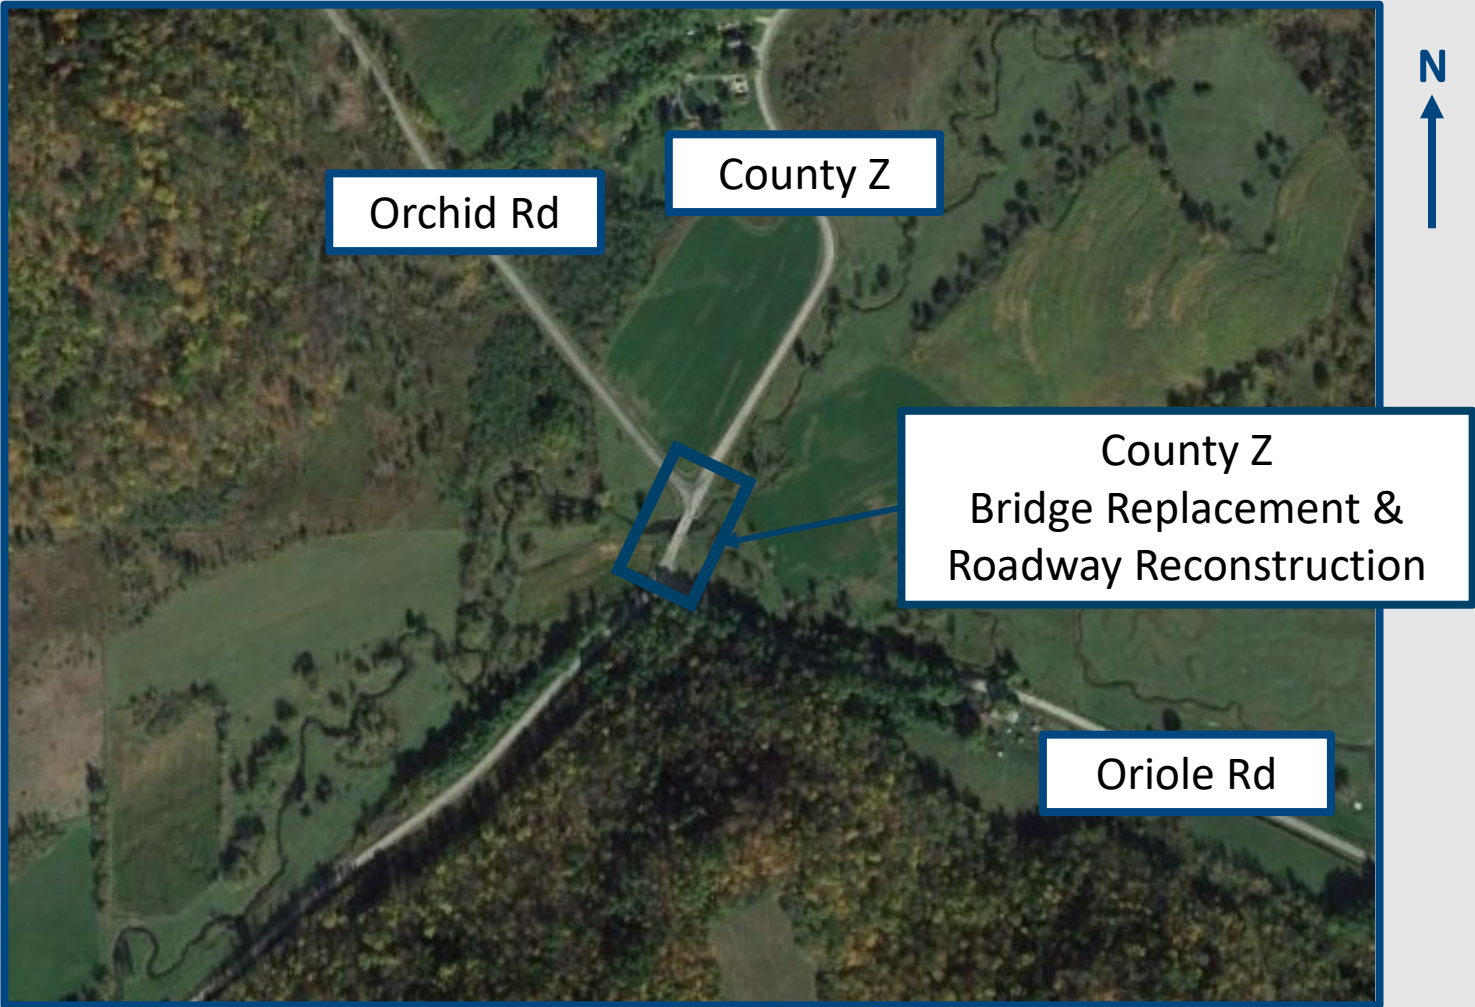 N
County Z
Orchid Rd
County Z
Bridge Replacement &
Roadway Reconstruction
Oriole Rd